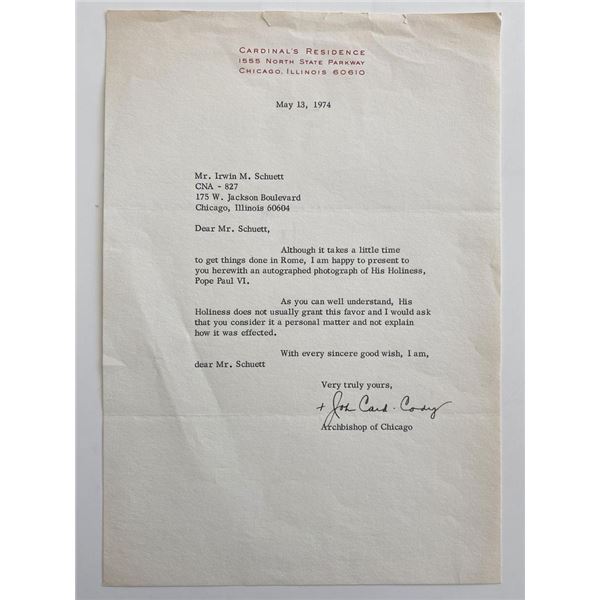 CARDINAL'S RESIDENCE
1555 NORTH STATE PARKWAY
CHICAGO, ILLINOIS 60610
May 13, 1974
Mr. Irwin M. Schuett
CNA - 827
175 W. Jackson Boulevard
Chicago, Illinois 60604
Dear Mr. Schuett,
Although it takes a little time
to get things done in Rome, I am happy to present to
you herewith an autographed photograph of His Holiness,
Pope Paul VI.
As you can well understand, His
Holiness does not usually grant this favor and I would ask
that you consider it a personal matter and not explain
how it was effected.
With every sincere good wish, I am,
dear Mr. Schuett
Very truly yours,
+ John Card. Cody
Archbishop of Chicago